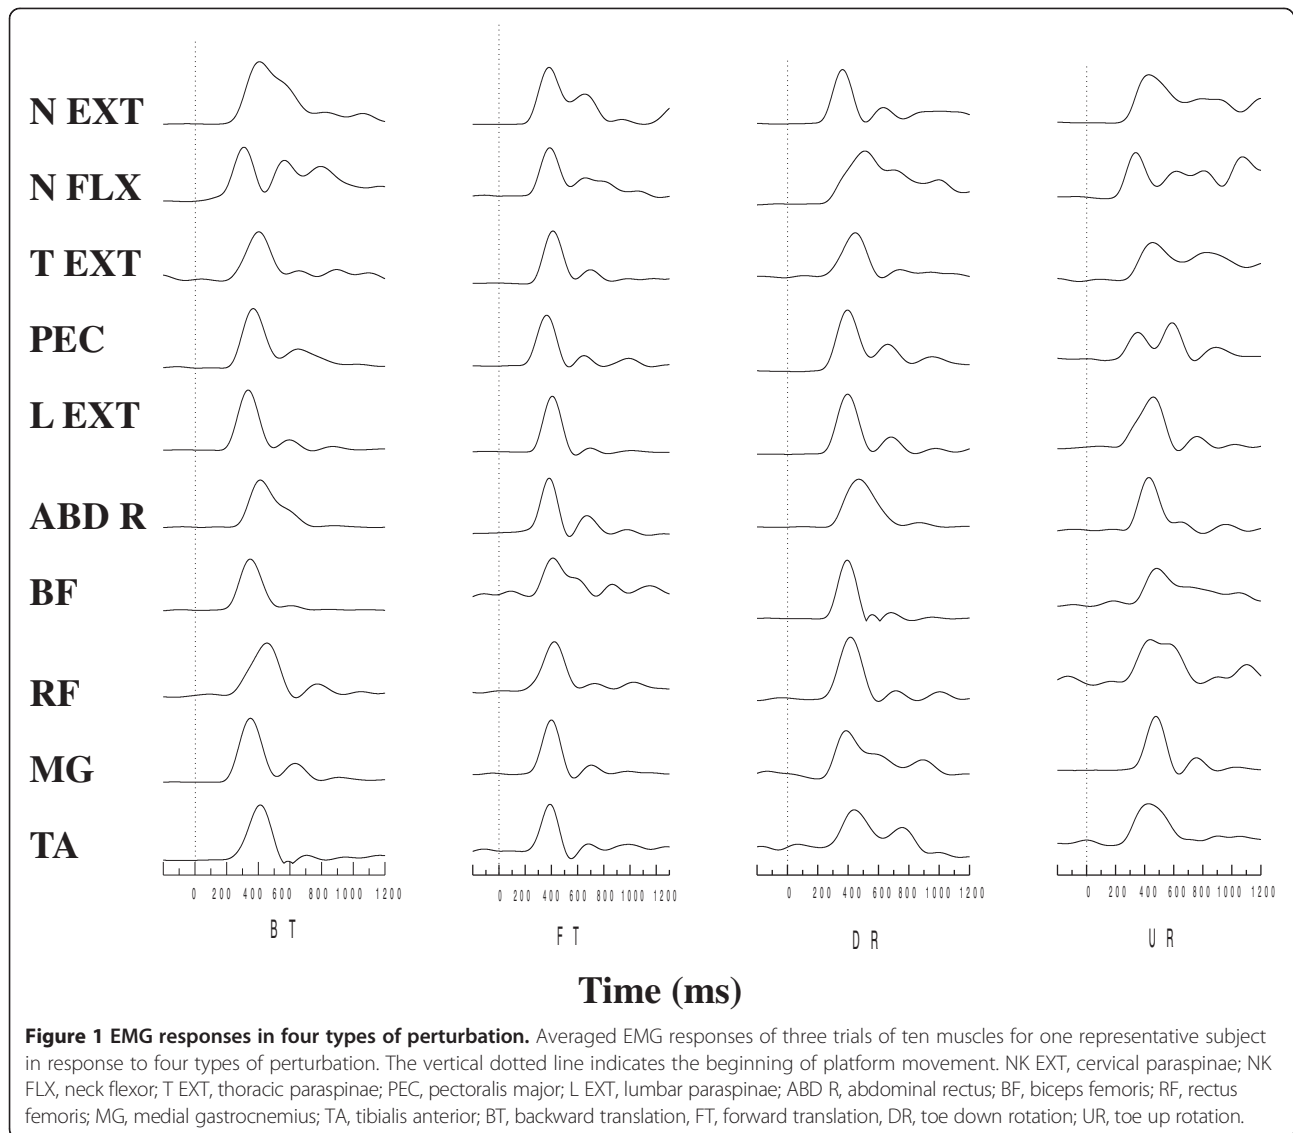 N EXT
N FLX
T EXT
PEC
L EXT
ABD R
BF
RF
MG
TA
0 200 400 600 800 1000 1200
0 200 400 600 800 1000 1200
0 200 400 600 800 1000 1200
0 200 400 600 800 1000 1200
B T
F T
D R
U R
Time (ms)
Figure 1 EMG responses in four types of perturbation. Averaged EMG responses of three trials of ten muscles for one representative subject
in response to four types of perturbation. The vertical dotted line indicates the beginning of platform movement. NK EXT, cervical paraspinae; NK
FLX, neck flexor; T EXT, thoracic paraspinae; PEC, pectoralis major; L EXT, lumbar paraspinae; ABD R, abdominal rectus; BF, biceps femoris; RF, rectus
femoris; MG, medial gastrocnemius; TA, tibialis anterior; BT, backward translation, FT, forward translation, DR, toe down rotation; UR, toe up rotation.